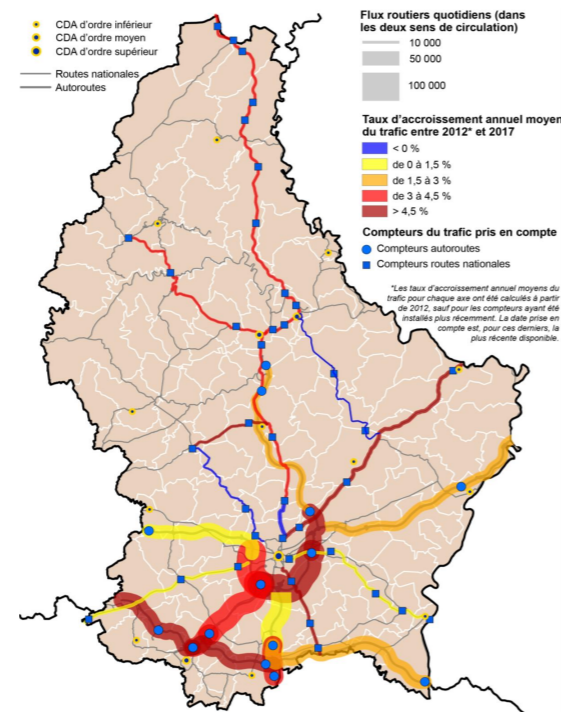 CDA d'ordre inférieur
CDA d'ordre moyen
CDA d'ordre supérieur
Routes nationales
Autoroutes
Flux routiers quotidiens (dans
les deux sens de circulation)
10 000
50 000
100 000
Taux d'accroissement annuel moyen
du trafic entre 2012* et 2017
< 0 %
de 0 à 1,5 %
de 1,5 à 3 %
de 3 à 4,5 %
> 4,5 %
Compteurs du trafic pris en compte
Compteurs autoroutes
Compteurs routes nationales
*Les taux d'accroissement annuel moyens du
trafic pour chaque axe ont été calculés à partir
de 2012, sauf pour les compteurs ayant été
installés plus récemment. La date prise en
compte est, pour ces derniers, la
plus récente disponible.